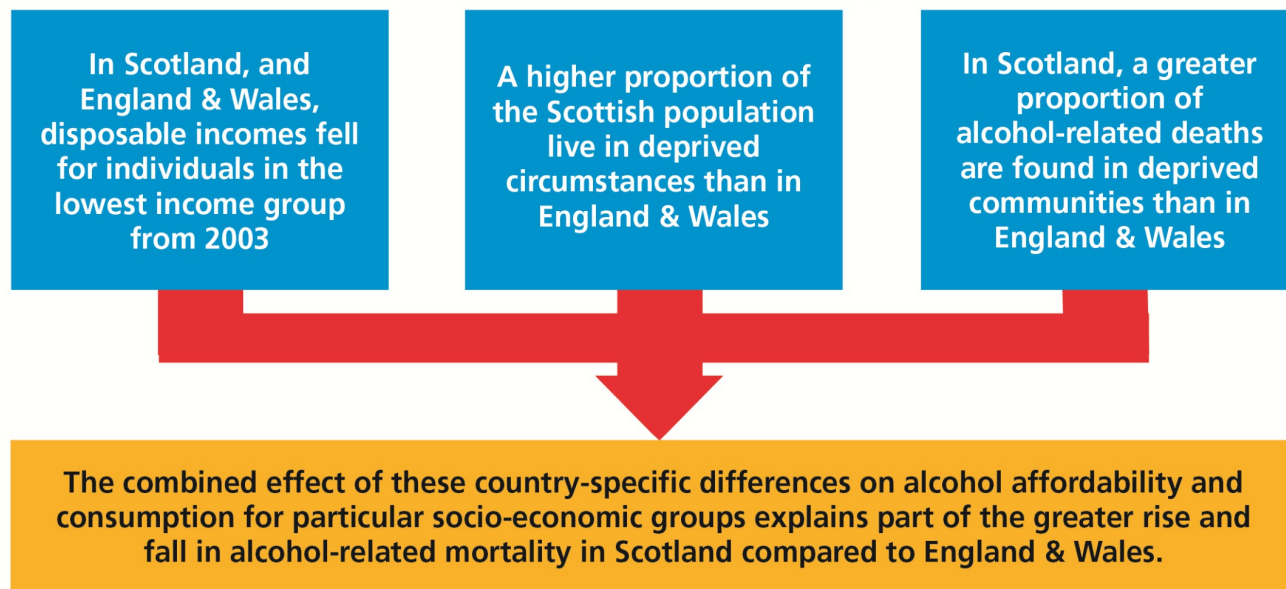 In Scotland, and
England & Wales,
disposable incomes fell
for individuals in the
lowest income group
from 2003
A higher proportion of
the Scottish population
live in deprived
circumstances than in
England & Wales
In Scotland, a greater
proportion of
alcohol-related deaths
are found in deprived
communities than in
England & Wales
The combined effect of these country-specific differences on alcohol affordability and
consumption for particular socio-economic groups explains part of the greater rise and
fall in alcohol-related mortality in Scotland compared to England & Wales.